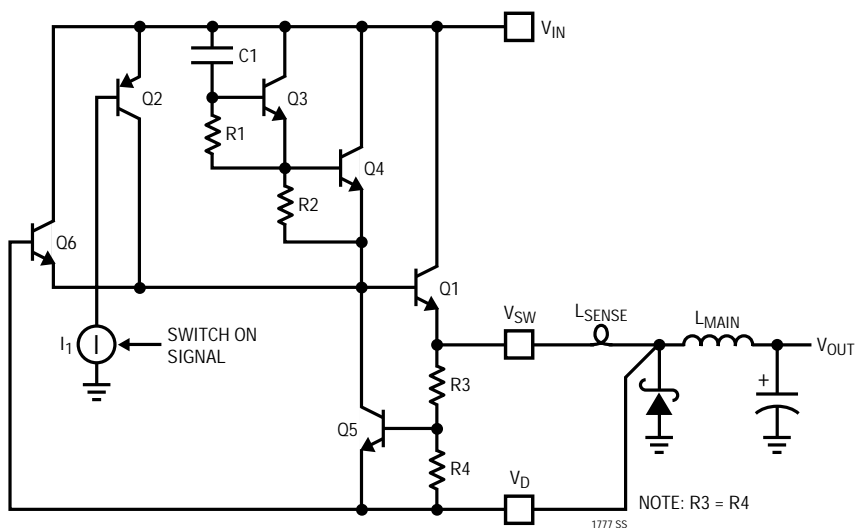 V_IN
C1
Q2
Q3
R1
Q4
R2
Q6
Q1
V_SW
L_SENSE
L_MAIN
I_1
I
SWITCH ON
SIGNAL
V_OUT
R3
+
Q5
R4
V_D
NOTE: R3 = R4
1777 SS